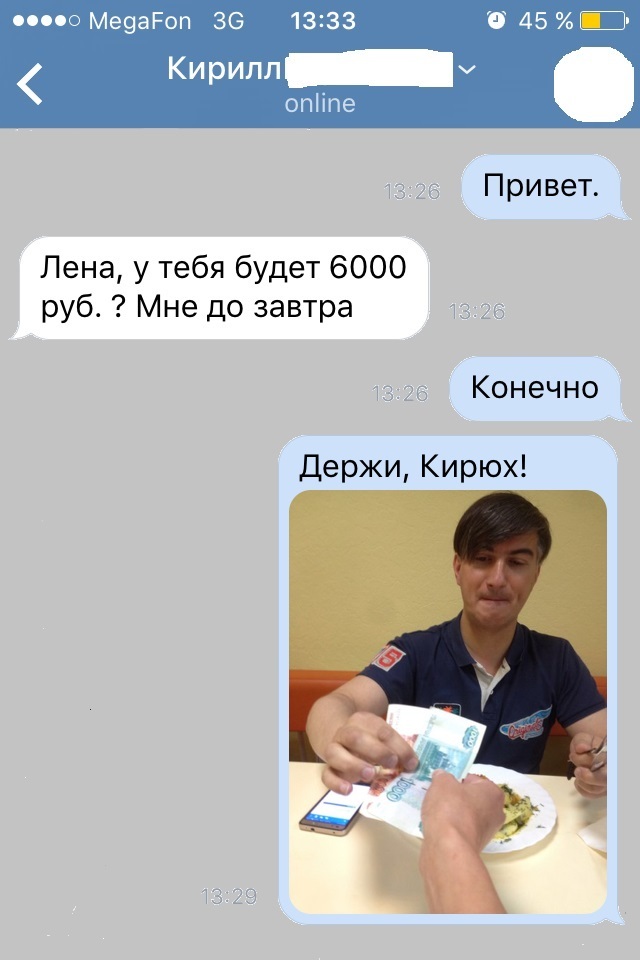 MegaFon 3G 13:33 45 %
Кирилл
online
Привет.
13:26
Лена, у тебя будет 6000
руб. ? Мне до завтра
13:26
Конечно
13:26
Держи, Кирюх!
1000
13:29